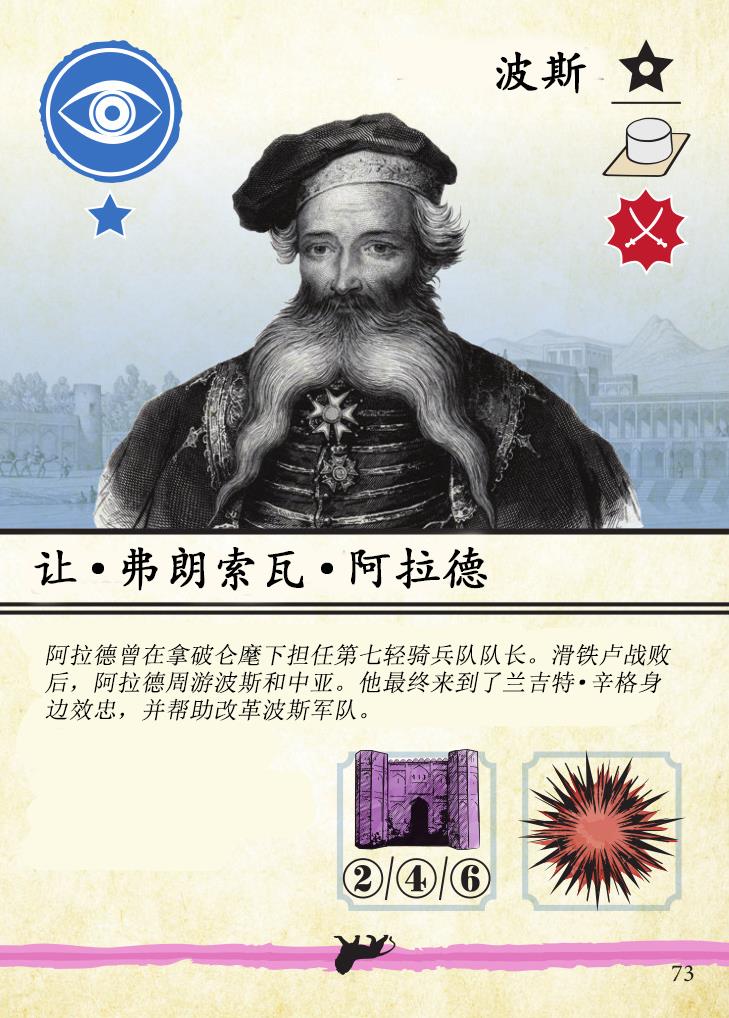 波斯
让·弗朗索瓦·阿拉德
阿拉德曾在拿破仑麾下担任第七轻骑兵队队长。滑铁卢战败
后，阿拉德周游波斯和中亚。他最终来到了兰吉特·辛格身
边效忠，并帮助改革波斯军队。
②/④/⑥
73